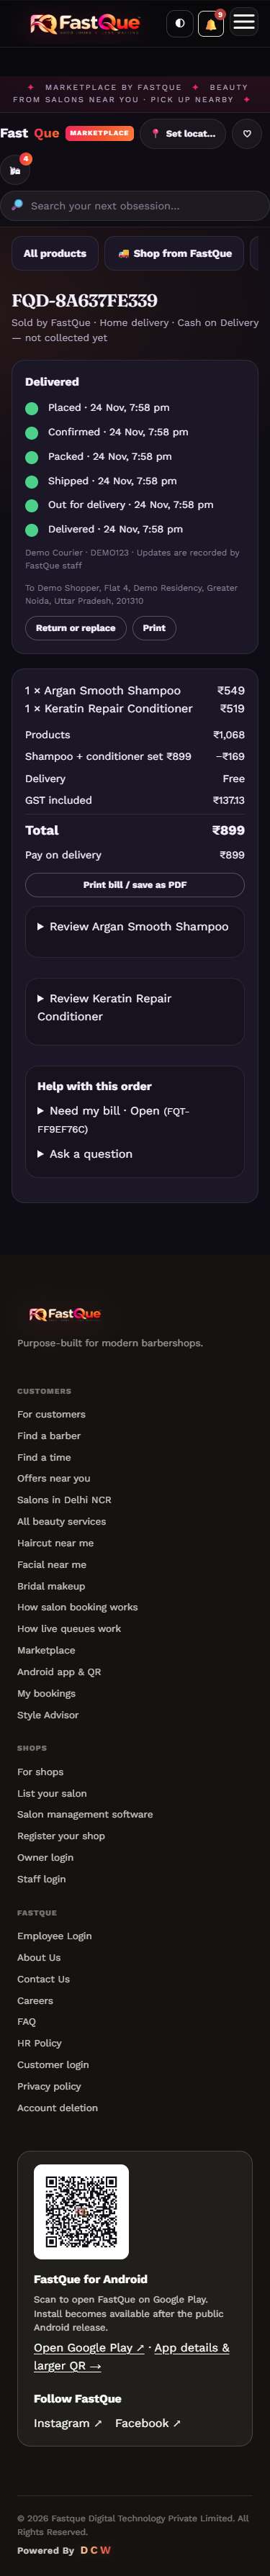 FastQue
9
✦ MARKETPLACE BY FASTQUE ✦ BEAUTY
FROM SALONS NEAR YOU · PICK UP NEARBY ✦
Fast Que MARKETPLACE
Set locat…
4
Search your next obsession…
All products
Shop from FastQue
FQD-8A637FE339
Sold by FastQue · Home delivery · Cash on Delivery
— not collected yet
Delivered
Placed · 24 Nov, 7:58 pm
Confirmed · 24 Nov, 7:58 pm
Packed · 24 Nov, 7:58 pm
Shipped · 24 Nov, 7:58 pm
Out for delivery · 24 Nov, 7:58 pm
Delivered · 24 Nov, 7:58 pm
Demo Courier · DEMO123 · Updates are recorded by
FastQue staff
To Demo Shopper, Flat 4, Demo Residency, Greater
Noida, Uttar Pradesh, 201310
Return or replace
Print
1 × Argan Smooth Shampoo ₹549
1 × Keratin Repair Conditioner ₹519
Products ₹1,068
Shampoo + conditioner set ₹899 −₹169
Delivery Free
GST included ₹137.13
Total ₹899
Pay on delivery ₹899
Print bill / save as PDF
▶ Review Argan Smooth Shampoo
▶ Review Keratin Repair
Conditioner
Help with this order
▶ Need my bill · Open (FQT-
FF9EF76C)
▶ Ask a question
FastQue
Purpose-built for modern barbershops.
CUSTOMERS
For customers
Find a barber
Find a time
Offers near you
Salons in Delhi NCR
All beauty services
Haircut near me
Facial near me
Bridal makeup
How salon booking works
How live queues work
Marketplace
Android app & QR
My bookings
Style Advisor
SHOPS
For shops
List your salon
Salon management software
Register your shop
Owner login
Staff login
FASTQUE
Employee Login
About Us
Contact Us
Careers
FAQ
HR Policy
Customer login
Privacy policy
Account deletion
FastQue for Android
Scan to open FastQue on Google Play.
Install becomes available after the public
Android release.
Open Google Play ↗ · App details &
larger QR →
Follow FastQue
Instagram ↗ Facebook ↗
© 2026 Fastque Digital Technology Private Limited. All
Rights Reserved.
Powered By DCW